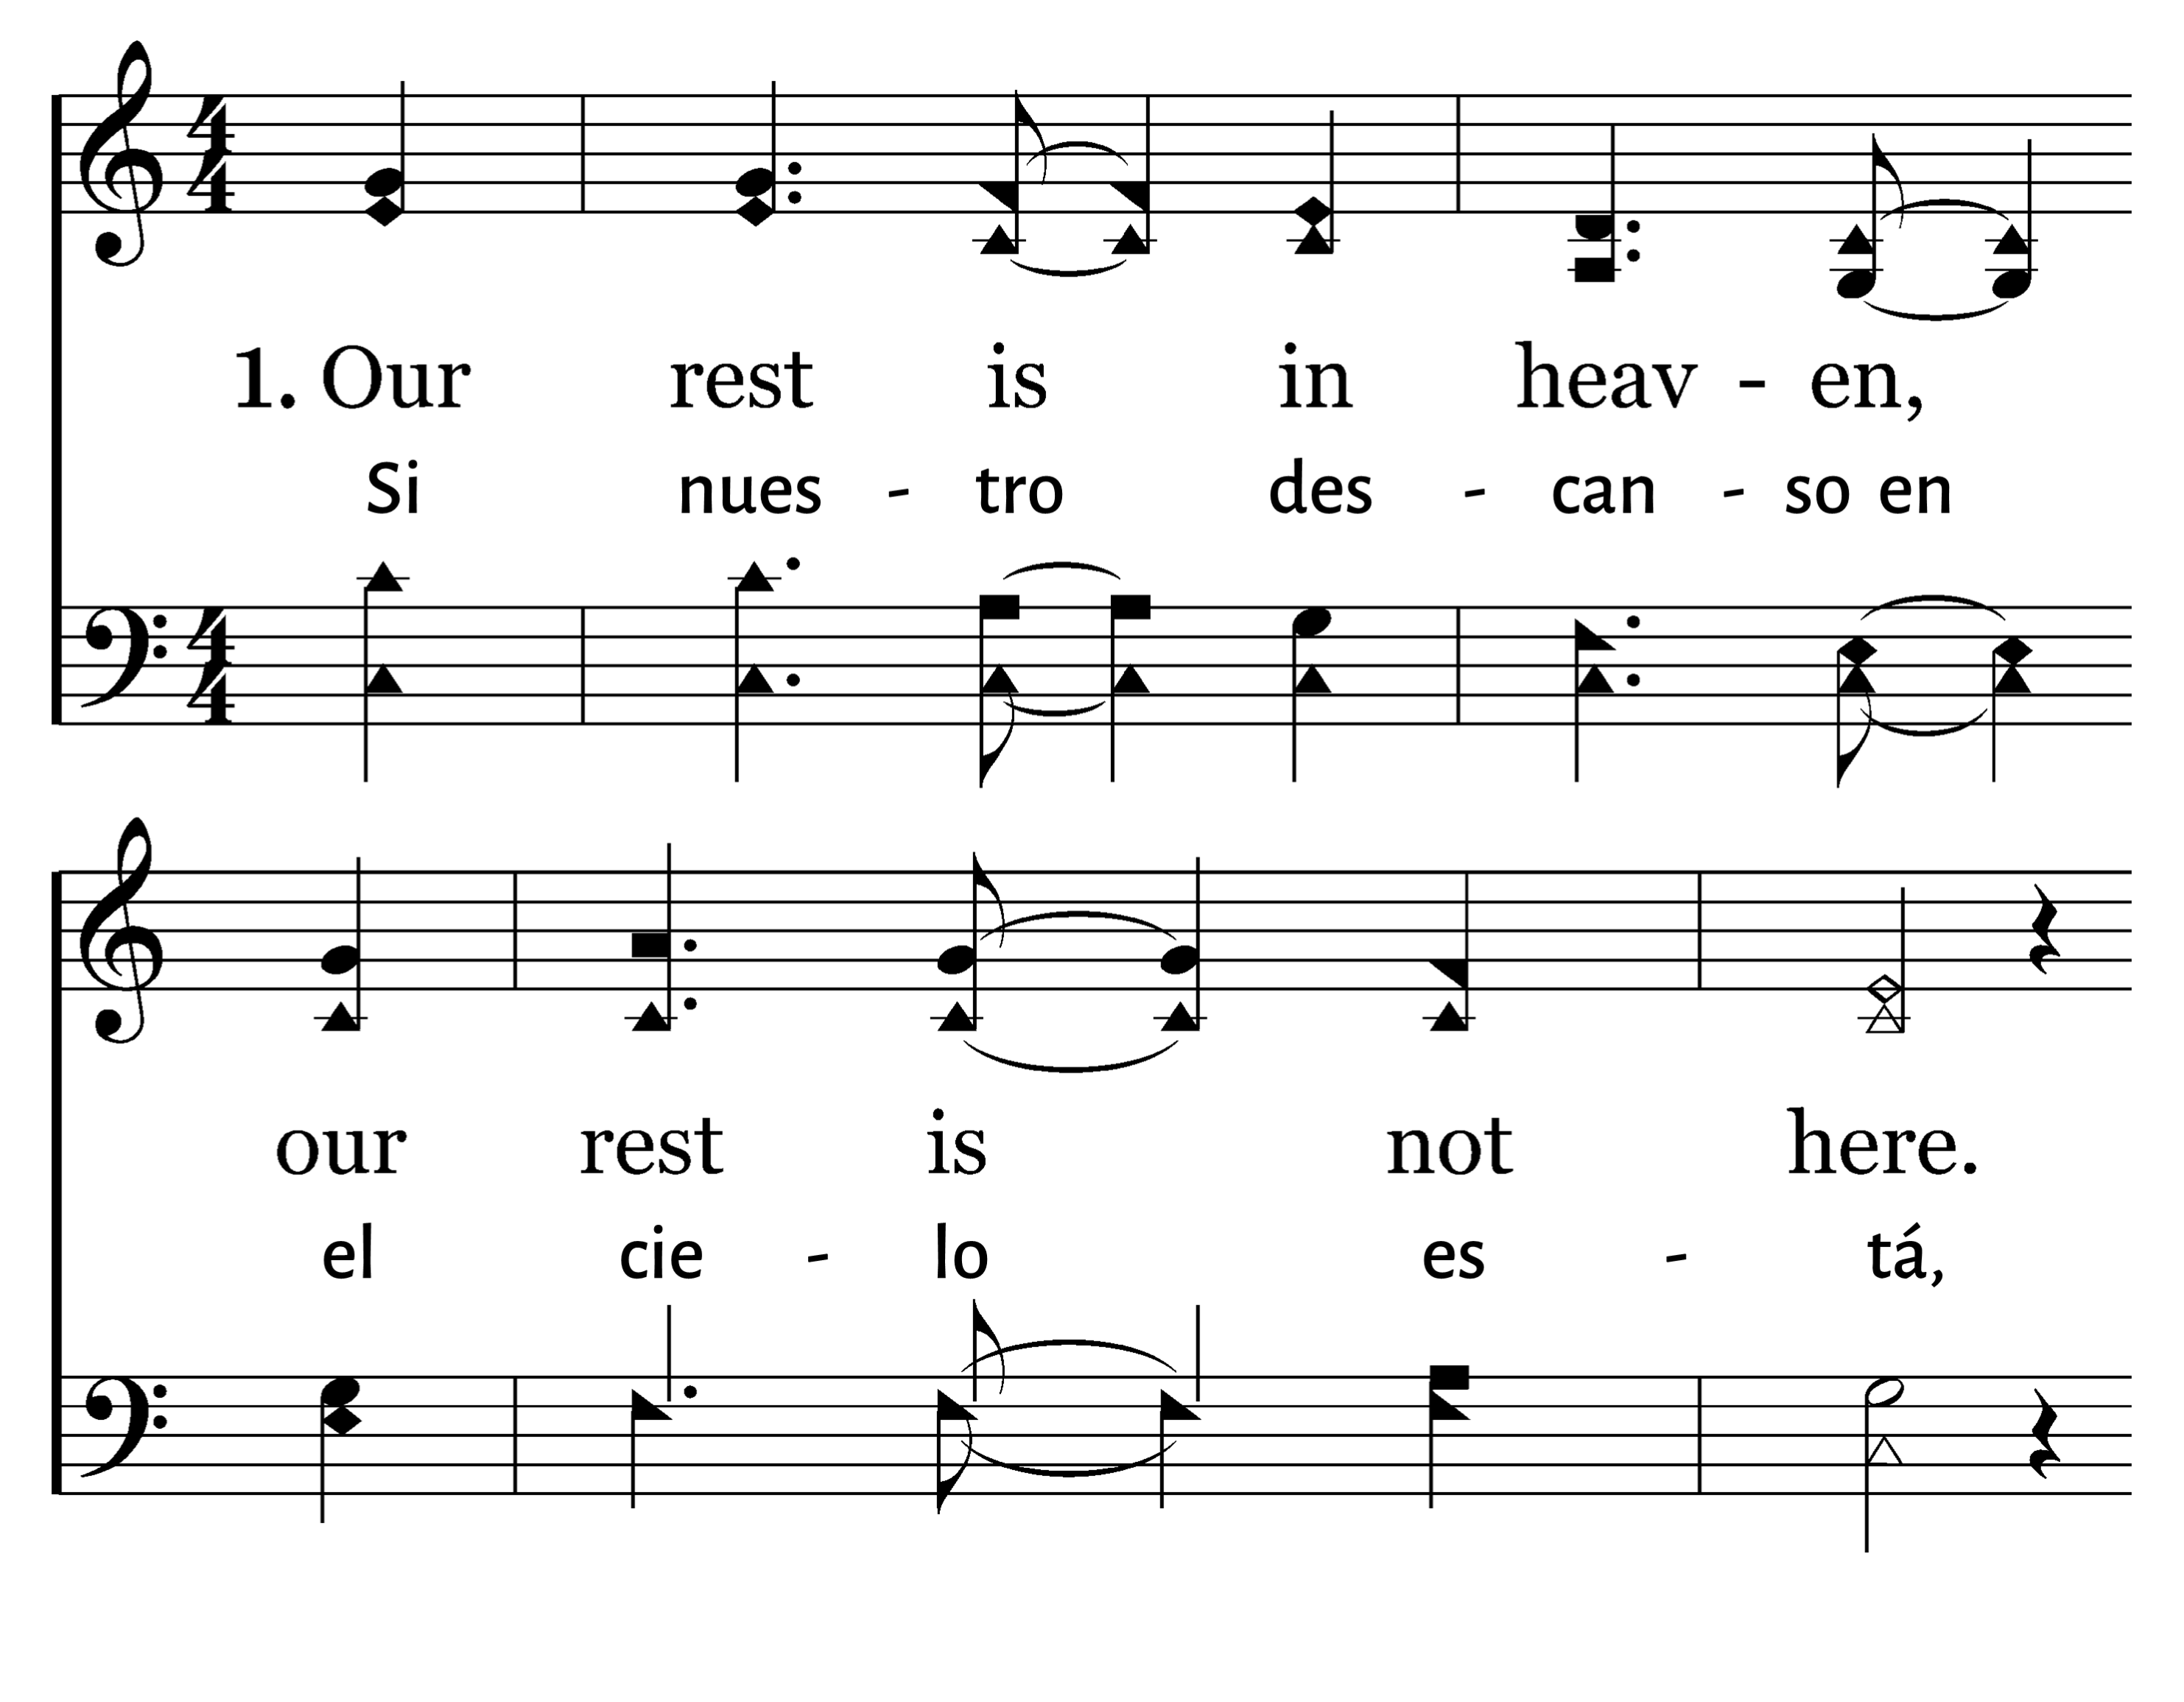 1. Our rest is in heav - en,
Si nues - tro des - can - so en
our rest is not here.
el cie - lo es - tá,